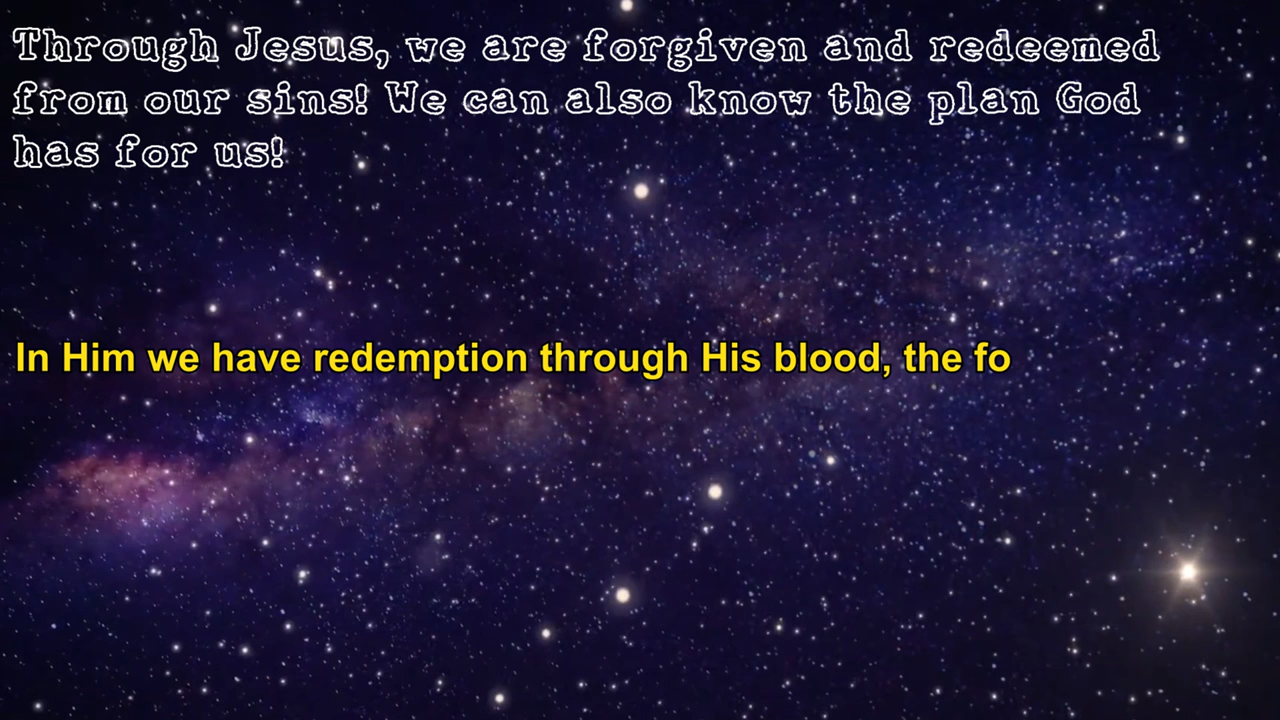 Through Jesus, we are forgiven and redeemed
from our sins! We can also know the plan God
has for us!
In Him we have redemption through His blood, the fo